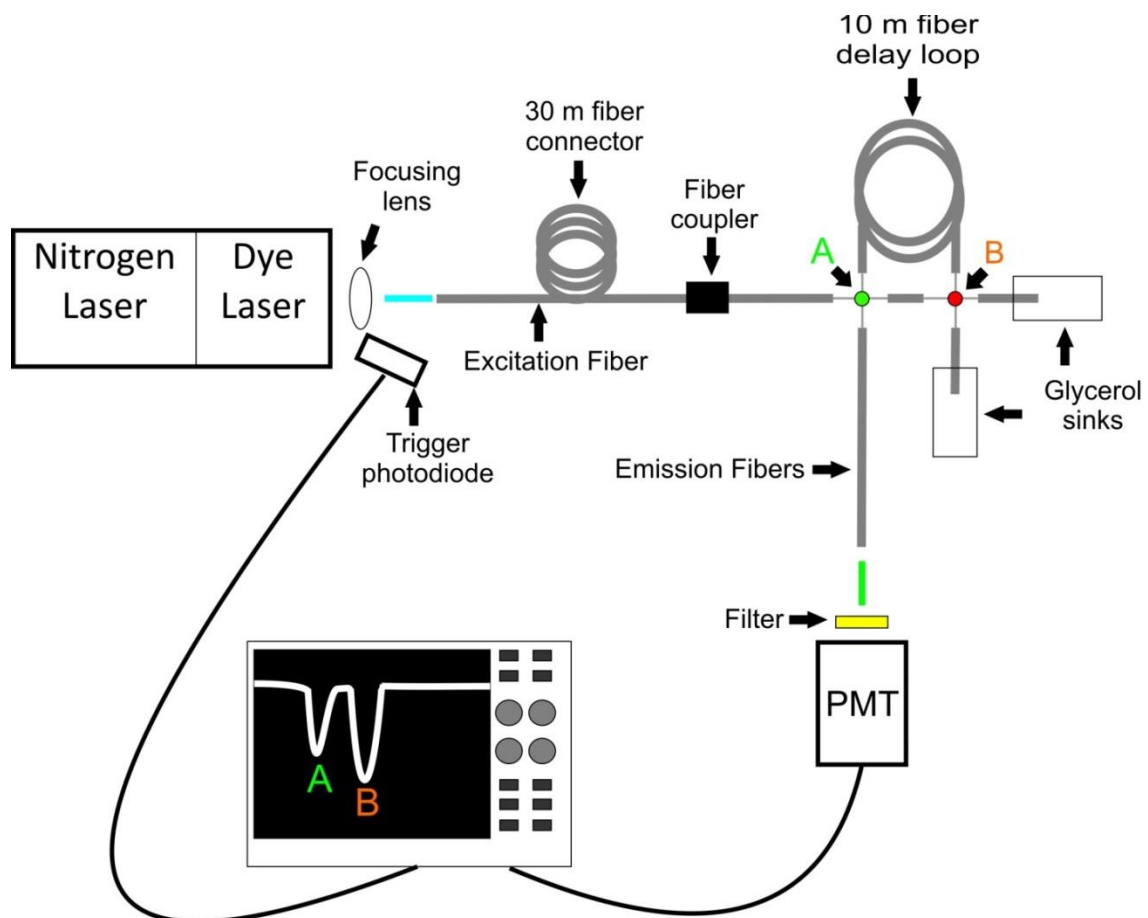 10 m fiber
delay loop
30 m fiber
connector
Focusing
lens
Fiber
coupler
Nitrogen
Laser
Dye
Laser
A
B
Excitation Fiber
Trigger
photodiode
Glycerol
sinks
Emission Fibers
Filter
PMT
A
B